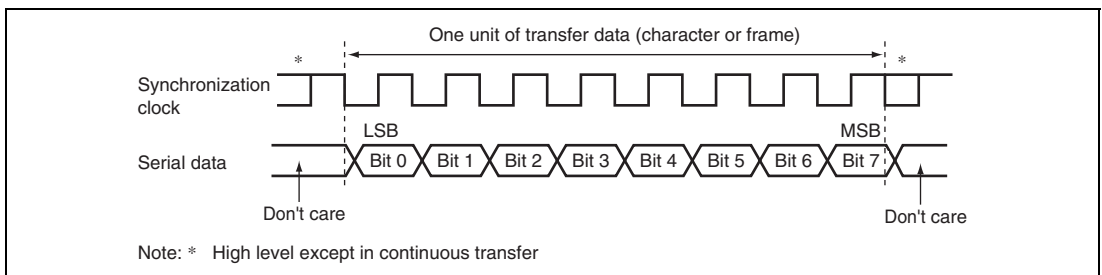 One unit of transfer data (character or frame)
* *
Synchronization
clock
LSB MSB
Serial data Bit 0 Bit 1 Bit 2 Bit 3 Bit 4 Bit 5 Bit 6 Bit 7
Don't care Don't care
Note: * High level except in continuous transfer